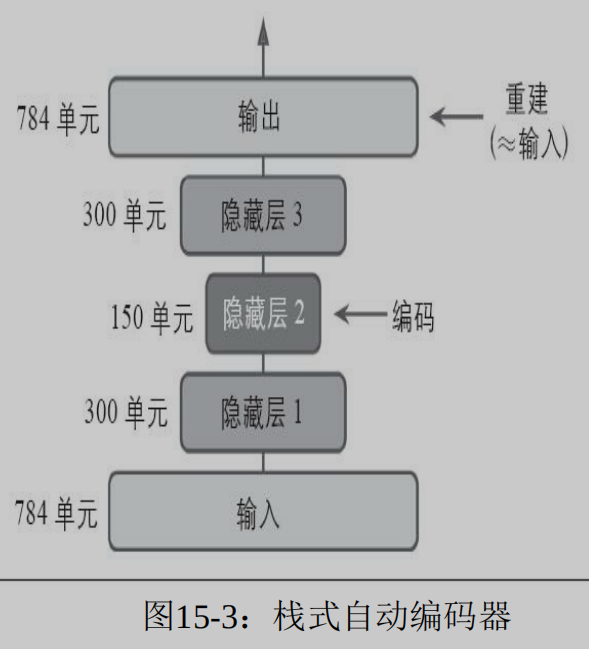 784 单元
输出
重建
(≈输入)
300 单元
隐藏层 3
150 单元
隐藏层 2
编码
300 单元
隐藏层 1
784 单元
输入
图15-3：栈式自动编码器